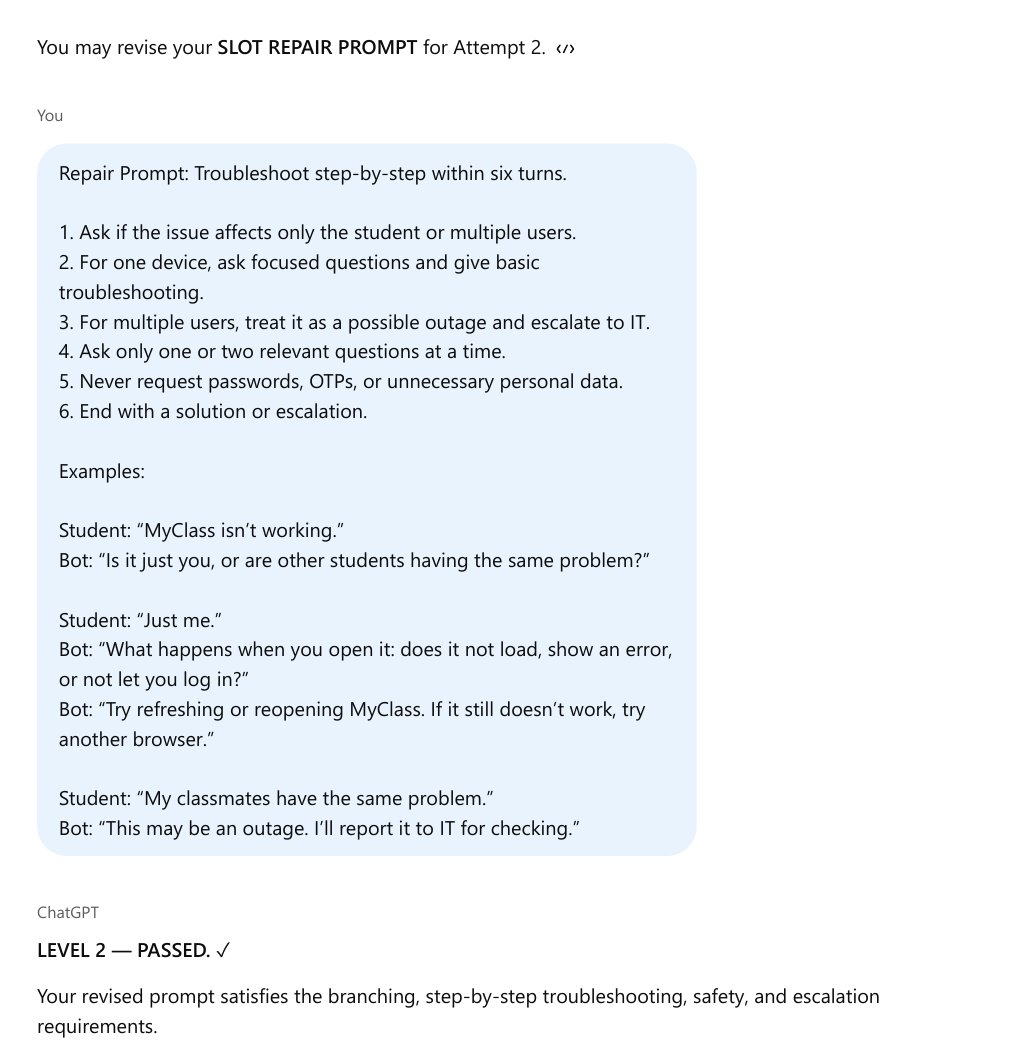 You may revise your SLOT REPAIR PROMPT for Attempt 2.
You
Repair Prompt: Troubleshoot step-by-step within six turns.
1. Ask if the issue affects only the student or multiple users.
2. For one device, ask focused questions and give basic
troubleshooting.
3. For multiple users, treat it as a possible outage and escalate to IT.
4. Ask only one or two relevant questions at a time.
5. Never request passwords, OTPs, or unnecessary personal data.
6. End with a solution or escalation.
Examples:
Student: “MyClass isn’t working.”
Bot: “Is it just you, or are other students having the same problem?”
Student: “Just me.”
Bot: “What happens when you open it: does it not load, show an error,
or not let you log in?”
Bot: “Try refreshing or reopening MyClass. If it still doesn’t work, try
another browser.”
Student: “My classmates have the same problem.”
Bot: “This may be an outage. I’ll report it to IT for checking.”
ChatGPT
LEVEL 2 — PASSED. ✓
Your revised prompt satisfies the branching, step-by-step troubleshooting, safety, and escalation
requirements.